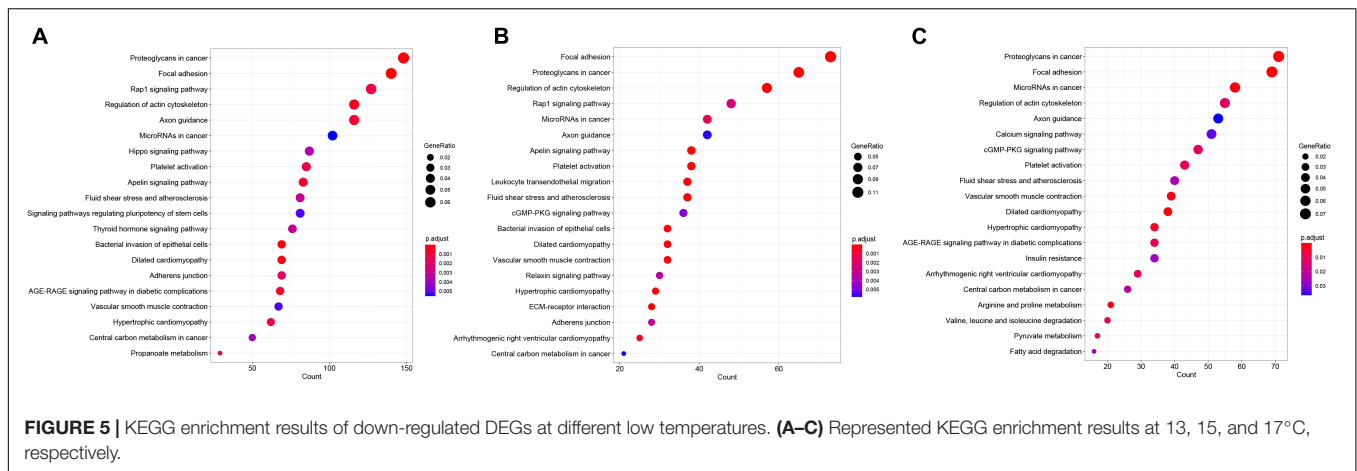 A
Proteoglycans in cancer
Focal adhesion
Rap1 signaling pathway
Regulation of actin cytoskeleton
Axon guidance
MicroRNAs in cancer
Hippo signaling pathway
Platelet activation
Apelin signaling pathway
Fluid shear stress and atherosclerosis
Signaling pathways regulating pluripotency of stem cells
Thyroid hormone signaling pathway
Bacterial invasion of epithelial cells
Dilated cardiomyopathy
Adherens junction
AGE-RAGE signaling pathway in diabetic complications
Vascular smooth muscle contraction
Hypertrophic cardiomyopathy
Central carbon metabolism in cancer
Propanoate metabolism
50 100 150
Count
GeneRatio
0.02
0.03
0.04
0.05
0.06
p.adjust
0.001
0.002
0.003
0.004
0.005
B
Focal adhesion
Proteoglycans in cancer
Regulation of actin cytoskeleton
Rap1 signaling pathway
MicroRNAs in cancer
Axon guidance
Apelin signaling pathway
Platelet activation
Leukocyte transendothelial migration
Fluid shear stress and atherosclerosis
cGMP-PKG signaling pathway
Bacterial invasion of epithelial cells
Dilated cardiomyopathy
Vascular smooth muscle contraction
Relaxin signaling pathway
Hypertrophic cardiomyopathy
ECM-receptor interaction
Adherens junction
Arrhythmogenic right ventricular cardiomyopathy
Central carbon metabolism in cancer
20 40 60
Count
GeneRatio
0.05
0.07
0.09
0.11
p.adjust
0.001
0.002
0.003
0.004
0.005
C
Proteoglycans in cancer
Focal adhesion
MicroRNAs in cancer
Regulation of actin cytoskeleton
Axon guidance
Calcium signaling pathway
cGMP-PKG signaling pathway
Platelet activation
Fluid shear stress and atherosclerosis
Vascular smooth muscle contraction
Dilated cardiomyopathy
Hypertrophic cardiomyopathy
AGE-RAGE signaling pathway in diabetic complications
Insulin resistance
Arrhythmogenic right ventricular cardiomyopathy
Central carbon metabolism in cancer
Arginine and proline metabolism
Valine, leucine and isoleucine degradation
Pyruvate metabolism
Fatty acid degradation
20 30 40 50 60 70
Count
GeneRatio
0.02
0.03
0.04
0.05
0.06
0.07
p.adjust
0.01
0.02
0.03
FIGURE 5 | KEGG enrichment results of down-regulated DEGs at different low temperatures. (A–C) Represented KEGG enrichment results at 13, 15, and 17°C,
respectively.